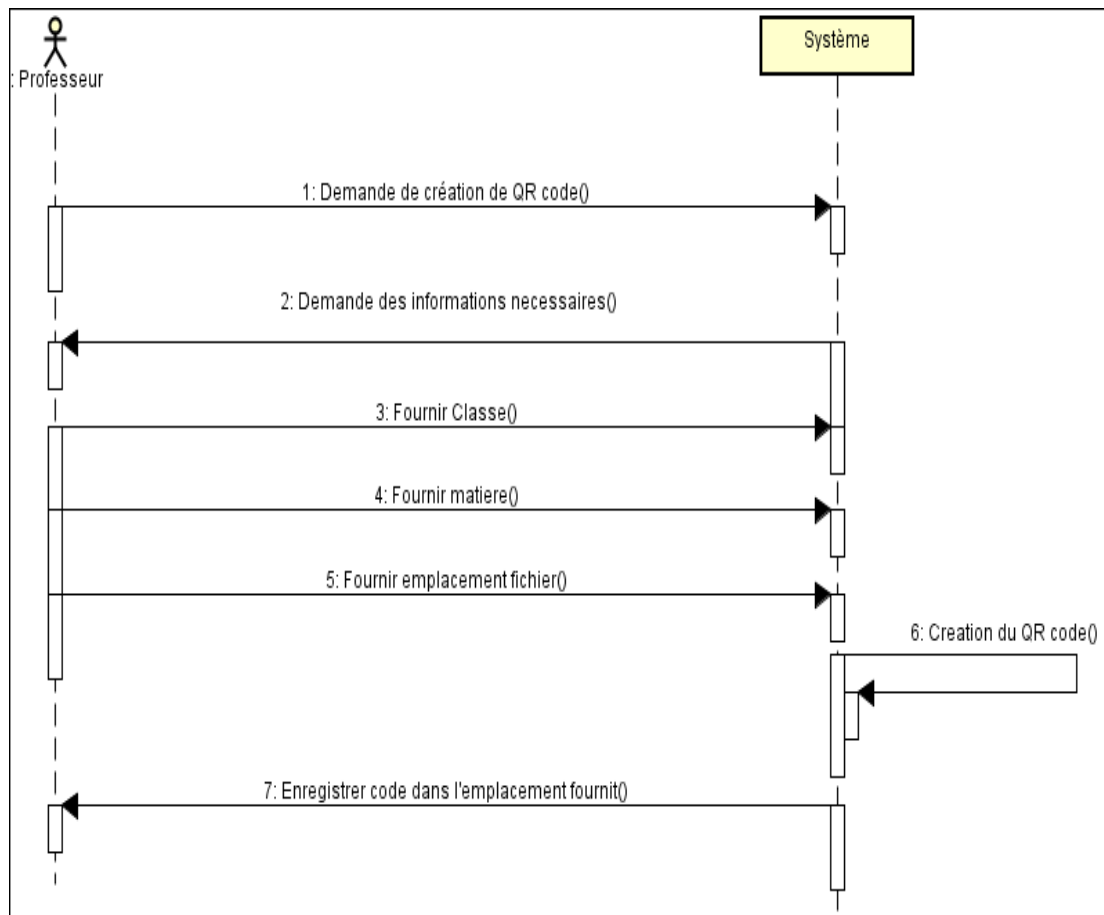 : Professeur
Système
1: Demande de création de QR code()
2: Demande des informations necessaires()
3: Fournir Classe()
4: Fournir matiere()
5: Fournir emplacement fichier()
6: Creation du QR code()
7: Enregistrer code dans l'emplacement fournit()